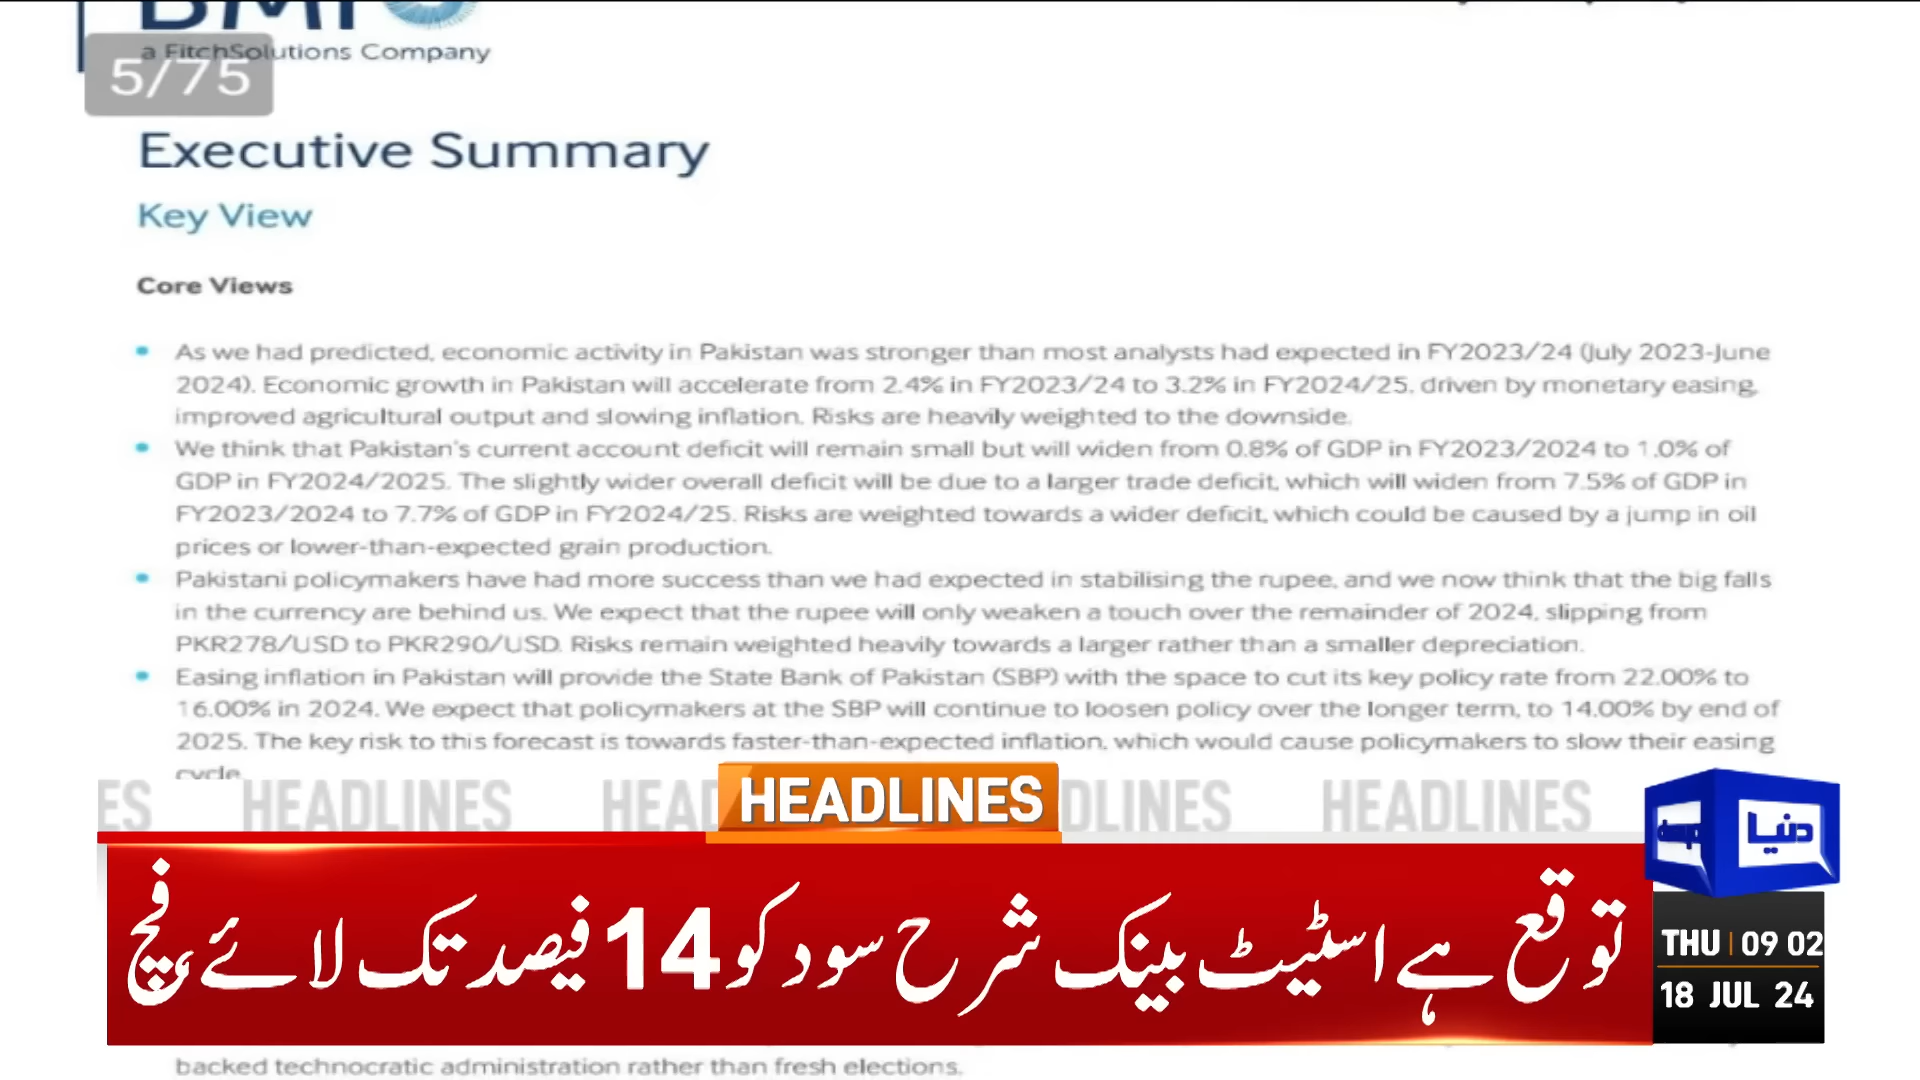 BMI
a FitchSolutions Company
5/75
Executive Summary
Key View
Core Views
As we had predicted, economic activity in Pakistan was stronger than most analysts had expected in FY2023/24 (July 2023-June
2024). Economic growth in Pakistan will accelerate from 2.4% in FY2023/24 to 3.2% in FY2024/25, driven by monetary easing,
improved agricultural output and slowing inflation. Risks are heavily weighted to the downside.
We think that Pakistan's current account deficit will remain small but will widen from 0.8% of GDP in FY2023/2024 to 1.0% of
GDP in FY2024/2025. The slightly wider overall deficit will be due to a larger trade deficit, which will widen from 7.5% of GDP in
FY2023/2024 to 7.7% of GDP in FY2024/25. Risks are weighted towards a wider deficit, which could be caused by a jump in oil
prices or lower-than-expected grain production.
Pakistani policymakers have had more success than we had expected in stabilising the rupee, and we now think that the big falls
in the currency are behind us. We expect that the rupee will only weaken a touch over the remainder of 2024, slipping from
PKR278/USD to PKR290/USD. Risks remain weighted heavily towards a larger rather than a smaller depreciation.
Easing inflation in Pakistan will provide the State Bank of Pakistan (SBP) with the space to cut its key policy rate from 22.00% to
16.00% in 2024. We expect that policymakers at the SBP will continue to loosen policy over the longer term, to 14.00% by end of
2025. The key risk to this forecast is towards faster-than-expected inflation, which would cause policymakers to slow their easing
cycle.
ES HEADLINES HEAD HEADLINES DLINES HEADLINES
دنیا
توقع ہے اسٹیٹ بینک شرح سود کو 14 فیصد تک لائے، فچ
THU | 09 02
18 JUL 24
backed technocratic administration rather than fresh elections.